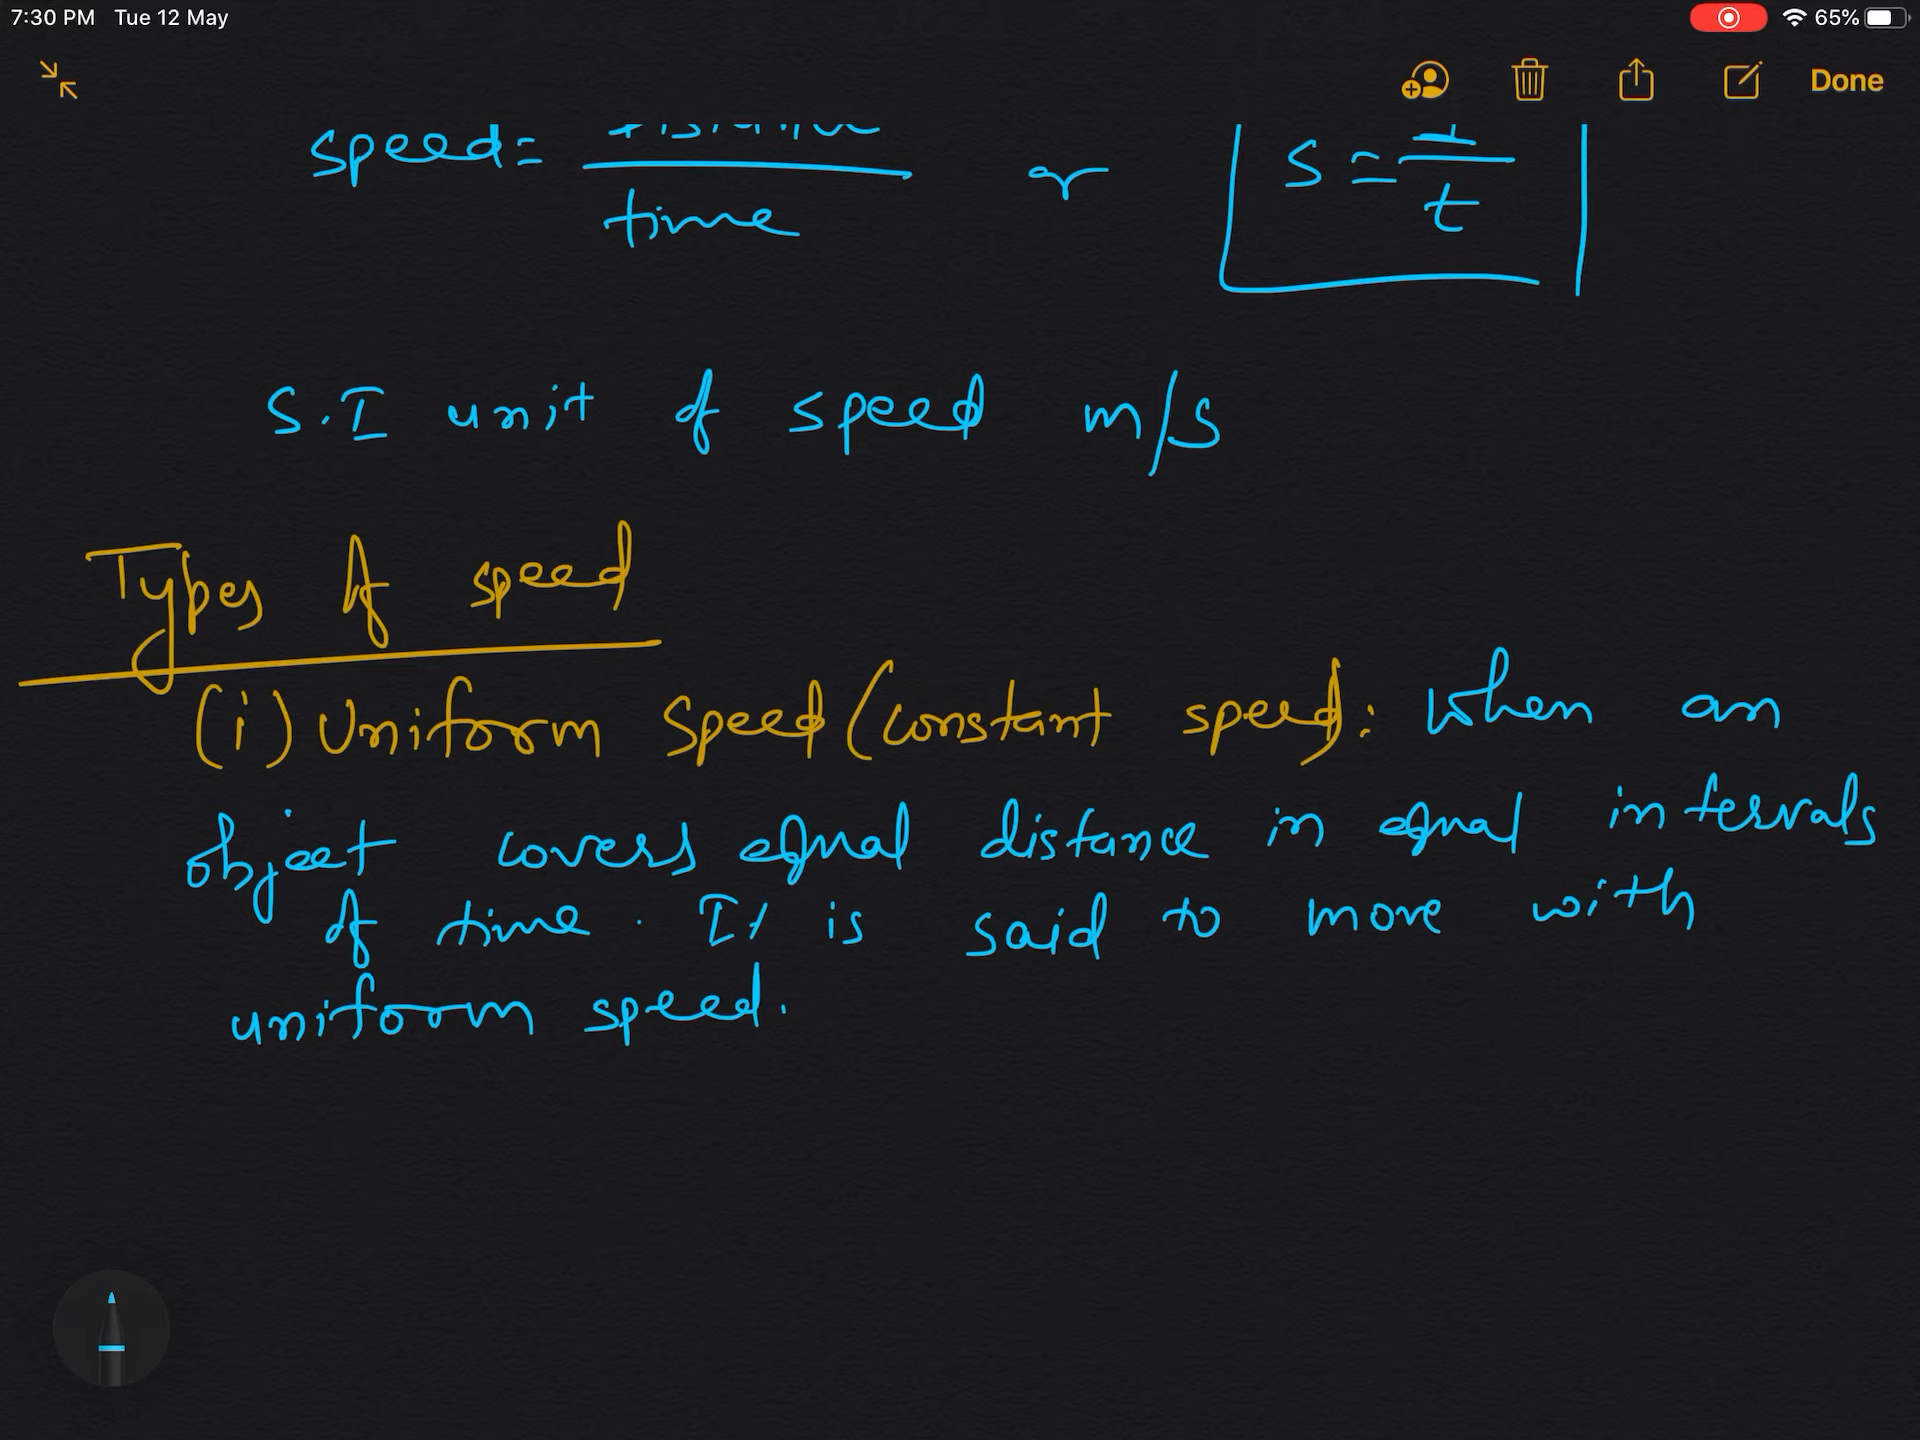 7:30 PM Tue 12 May
65%
Done
speed=
time
or
s =
t
S.I unit of speed m/s
Types of speed
(i) Uniform speed (constant speed): When an
object covers equal distance in equal intervals
of time. It is said to move with
uniform speed.